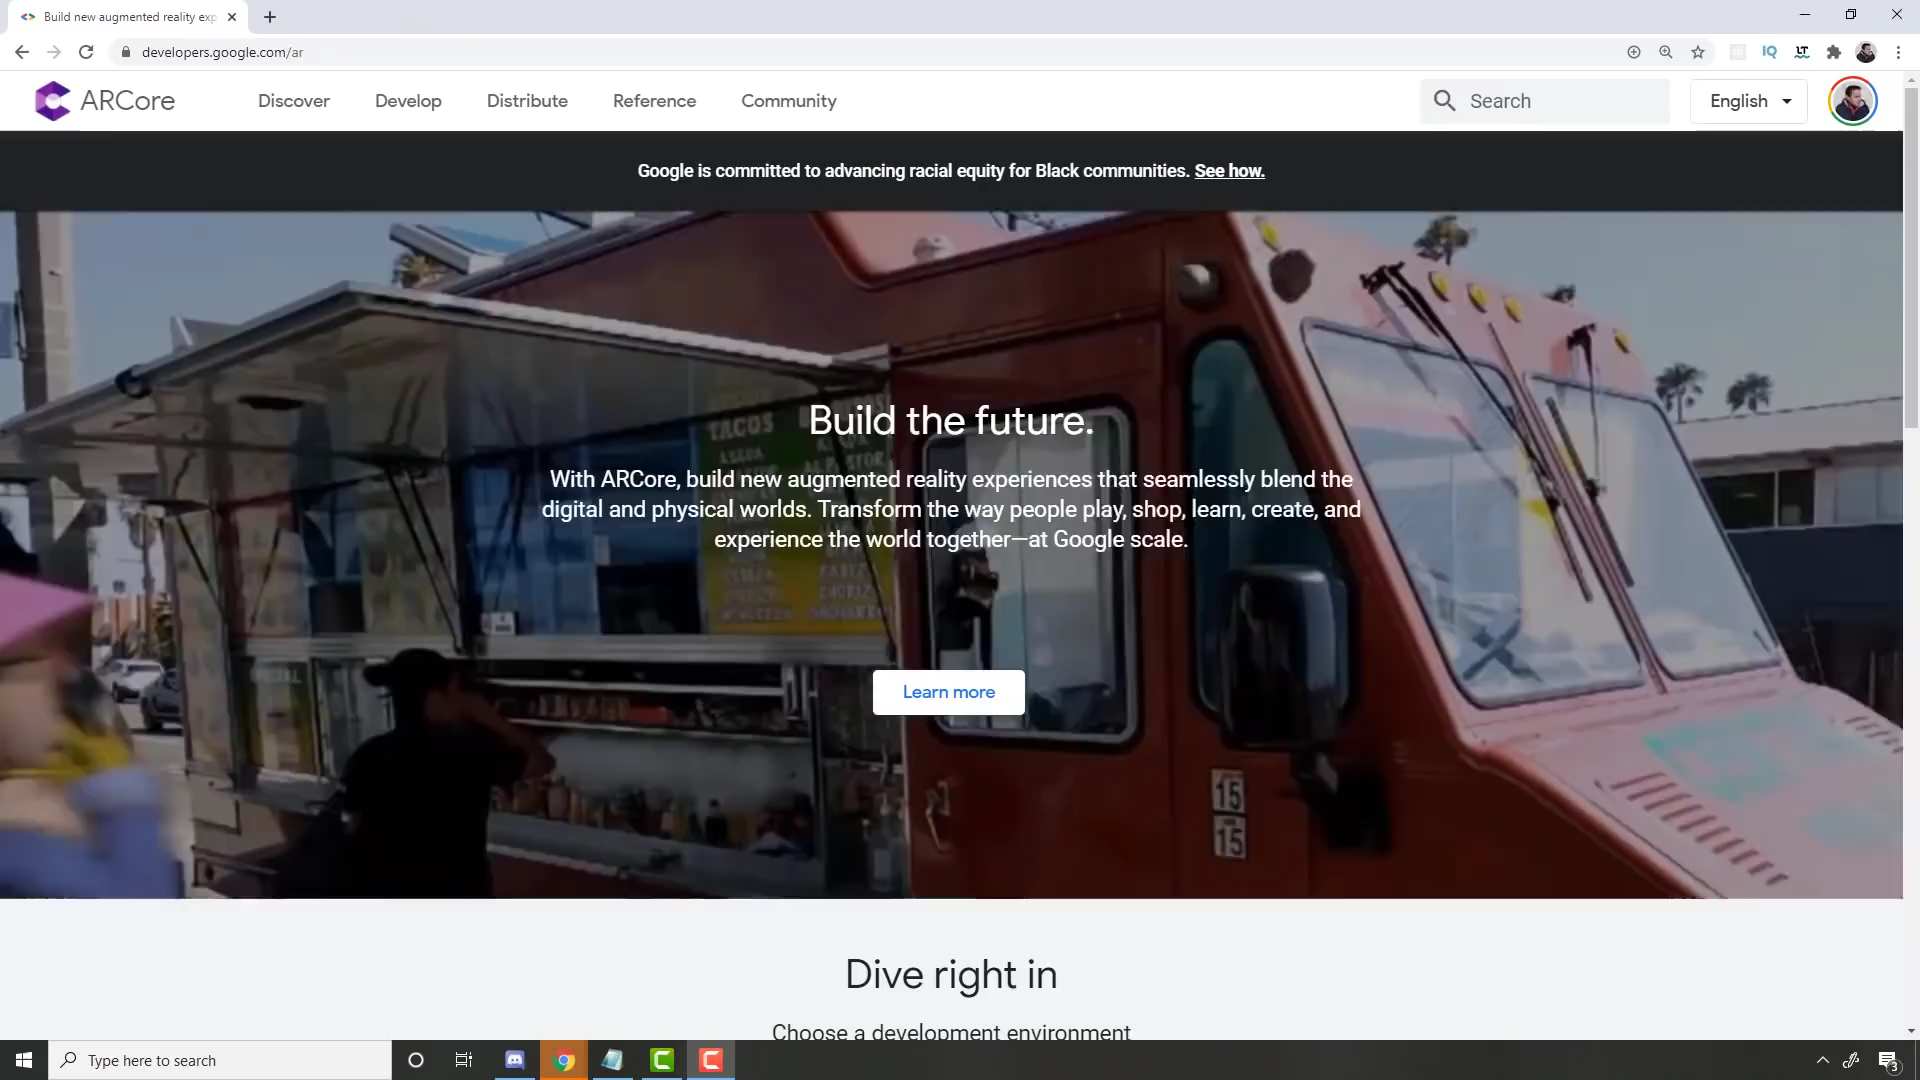 Build new augmented reality exp
developers.google.com/ar
IQ
LT
ARCore
Discover
Develop
Distribute
Reference
Community
Search
English
Google is committed to advancing racial equity for Black communities. See how.
TACOS
Build the future.
With ARCore, build new augmented reality experiences that seamlessly blend the
digital and physical worlds. Transform the way people play, shop, learn, create, and
experience the world together—at Google scale.
Learn more
15
15
Dive right in
Choose a development environment
Type here to search
3